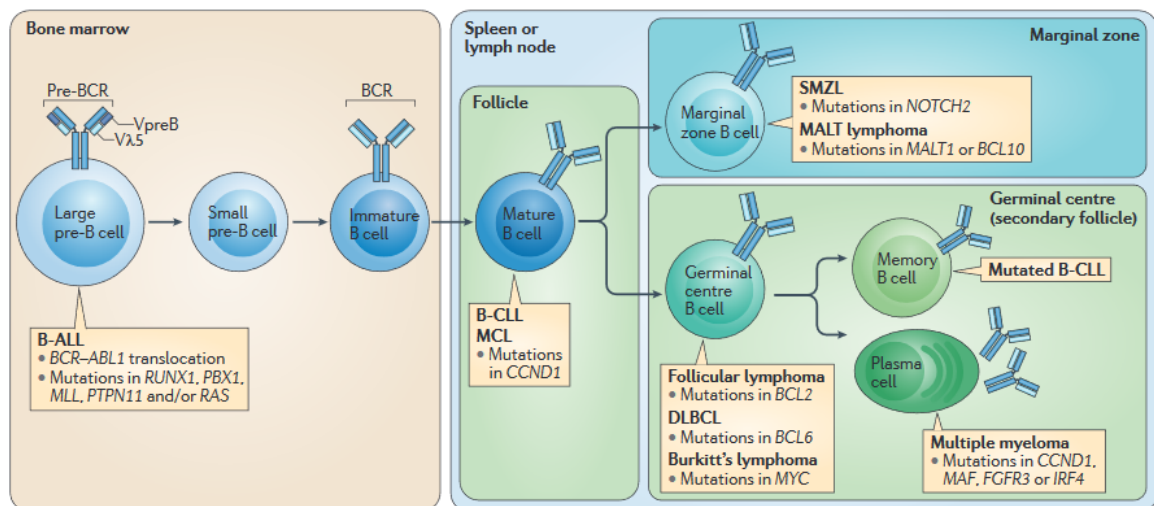 Bone marrow
Pre-BCR
VpreB
Vλ5
BCR
Large
pre-B cell
Small
pre-B cell
Immature
B cell
B-ALL
• BCR–ABL1 translocation
• Mutations in RUNX1, PBX1,
MLL, PTPN11 and/or RAS
Spleen or
lymph node
Follicle
Mature
B cell
B-CLL
MCL
• Mutations
in CCND1
Marginal zone
Marginal
zone B cell
SMZL
• Mutations in NOTCH2
MALT lymphoma
• Mutations in MALT1 or BCL10
Germinal centre
(secondary follicle)
Germinal
centre
B cell
Follicular lymphoma
• Mutations in BCL2
DLBCL
• Mutations in BCL6
Burkitt's lymphoma
• Mutations in MYC
Memory
B cell
Mutated B-CLL
Plasma
cell
Multiple myeloma
• Mutations in CCND1,
MAF, FGFR3 or IRF4